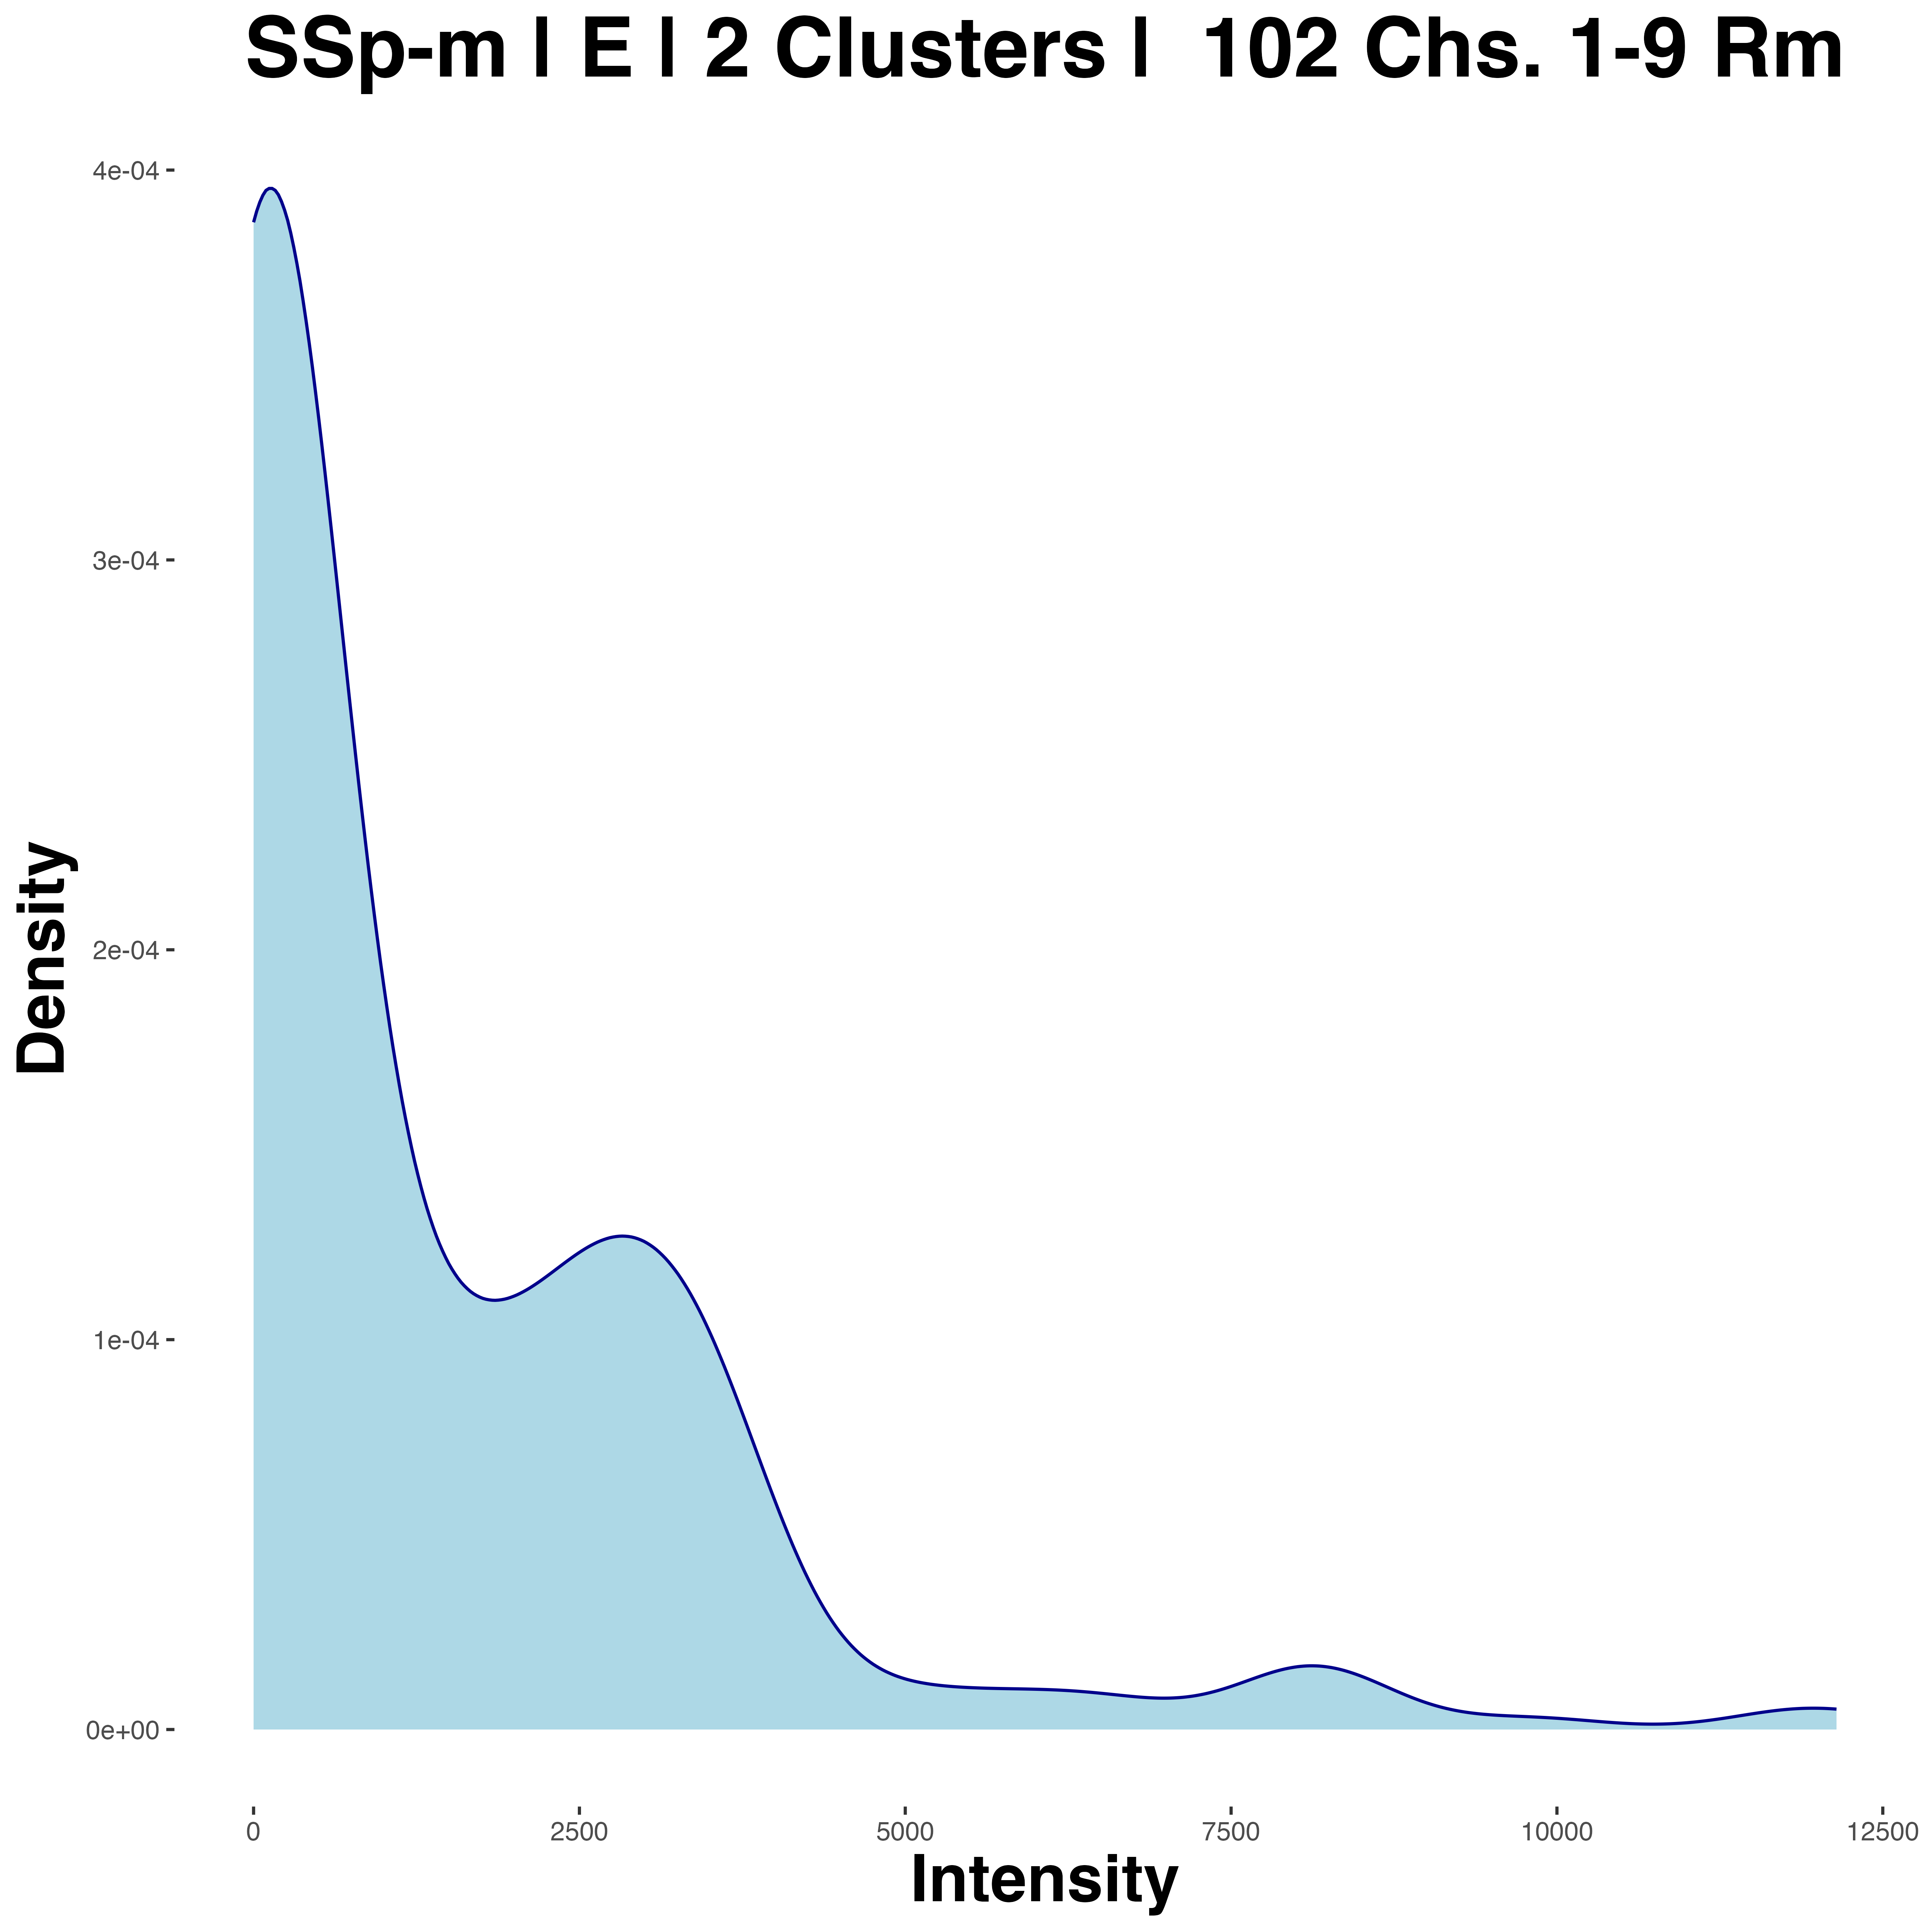 SSp-m | E | 2 Clusters |  102 Chs. 1-9 Rm
4e-04
3e-04
2e-04
1e-04
0e+00
Density
0 2500 5000 7500 10000 12500
Intensity